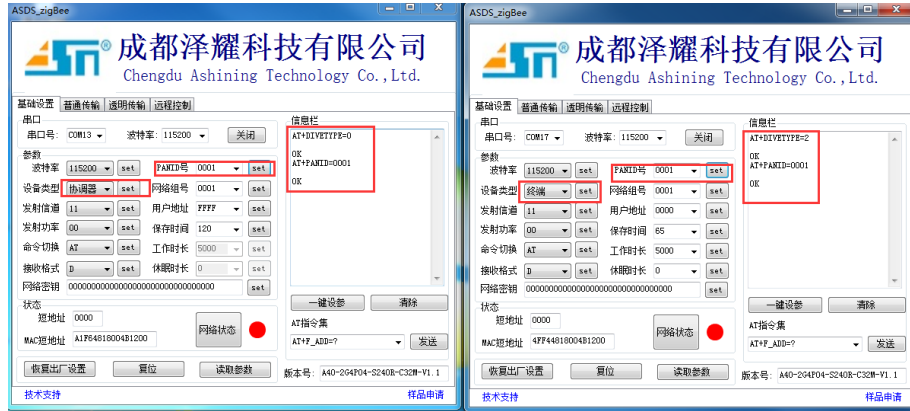 ASDS_zigBee
成都泽耀科技有限公司
Chengdu Ashining Technology Co.,Ltd.
基础设置 普通传输 透明传输 远程控制
串口
串口号: COM13 波特率: 115200 关闭
参数
波特率 115200 set PANID号 0001 set
设备类型 协调器 set 网络组号 0001 set
发射信道 11 set 用户地址 FFFF set
发射功率 00 set 保存时间 120 set
命令切换 AT set 工作时长 5000 set
接收格式 D set 休眠时长 0 set
网络密钥 00000000000000000000000000000000 set
状态
短地址 0000
MAC短地址 A1F64818004B1200
网络状态
恢复出厂设置 复位 读取参数
技术支持
信息栏
AT+DIVETYPE=0
OK
AT+PANID=0001
OK
一键设参 清除
AT指令集
AT+F_ADD=? 发送
版本号: A40-2G4P04-S240R-C32M-V1.1
样品申请
ASDS_zigBee
成都泽耀科技有限公司
Chengdu Ashining Technology Co.,Ltd.
基础设置 普通传输 透明传输 远程控制
串口
串口号: COM17 波特率: 115200 关闭
参数
波特率 115200 set PANID号 0001 set
设备类型 终端 set 网络组号 0001 set
发射信道 11 set 用户地址 0000 set
发射功率 00 set 保存时间 65 set
命令切换 AT set 工作时长 5000 set
接收格式 D set 休眠时长 0 set
网络密钥 00000000000000000000000000000000 set
状态
短地址 0000
MAC短地址 4FF44818004B1200
网络状态
恢复出厂设置 复位 读取参数
技术支持
信息栏
AT+DIVETYPE=2
OK
AT+PANID=0001
OK
一键设参 清除
AT指令集
AT+F_ADD=? 发送
版本号: A40-2G4P04-S240R-C32M-V1.1
样品申请